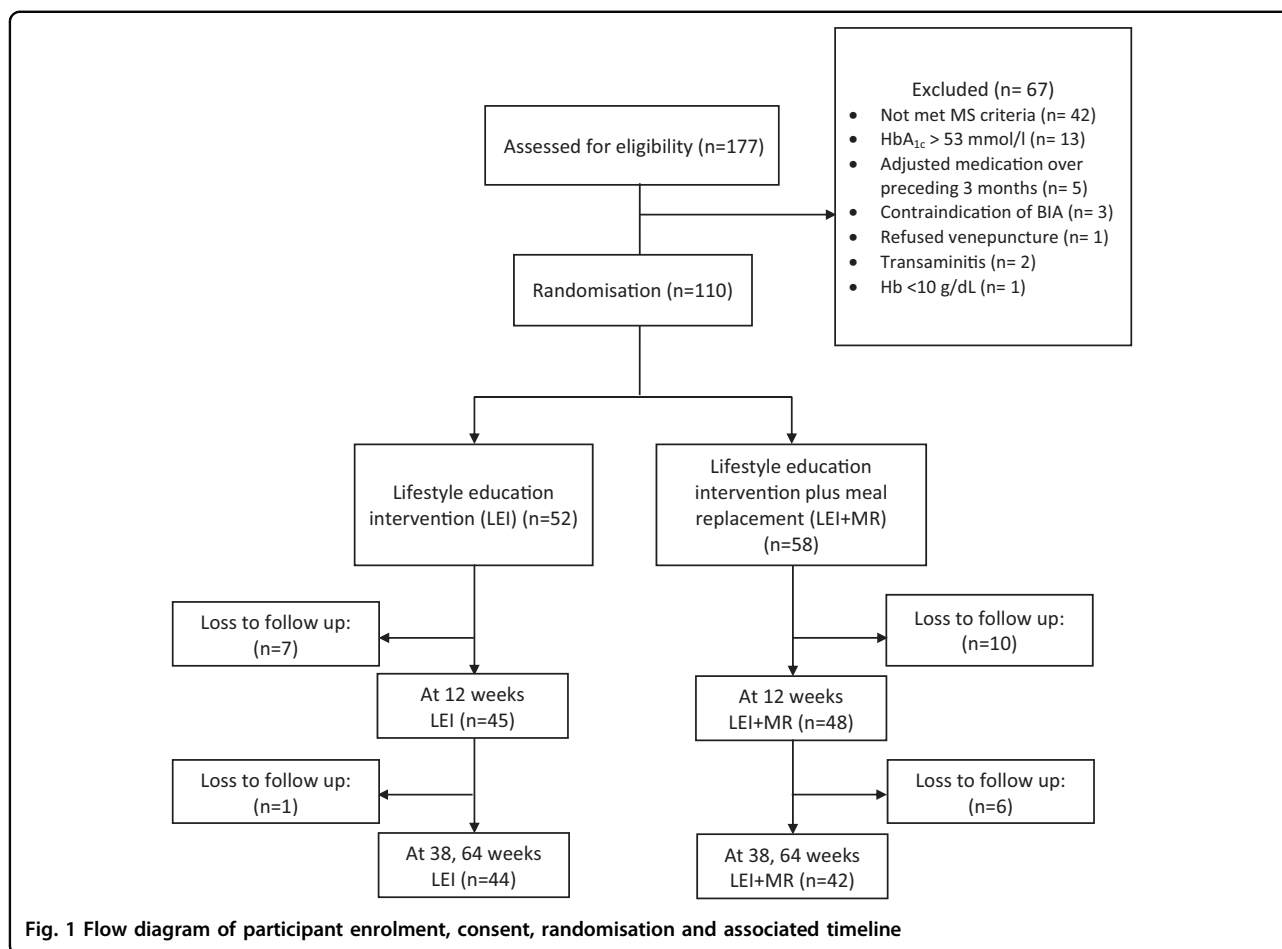 Assessed for eligibility (n=177)
Excluded (n= 67)
• Not met MS criteria (n= 42)
• HbA1c > 53 mmol/l (n= 13)
• Adjusted medication over
preceding 3 months (n= 5)
• Contraindication of BIA (n= 3)
• Refused venepuncture (n= 1)
• Transaminitis (n= 2)
• Hb <10 g/dL (n= 1)
Randomisation (n=110)
Lifestyle education
intervention (LEI) (n=52)
Lifestyle education
intervention plus meal
replacement (LEI+MR)
(n=58)
Loss to follow up:
(n=7)
Loss to follow up:
(n=10)
At 12 weeks
LEI (n=45)
At 12 weeks
LEI+MR (n=48)
Loss to follow up:
(n=1)
Loss to follow up:
(n=6)
At 38, 64 weeks
LEI (n=44)
At 38, 64 weeks
LEI+MR (n=42)
Fig. 1 Flow diagram of participant enrolment, consent, randomisation and associated timeline